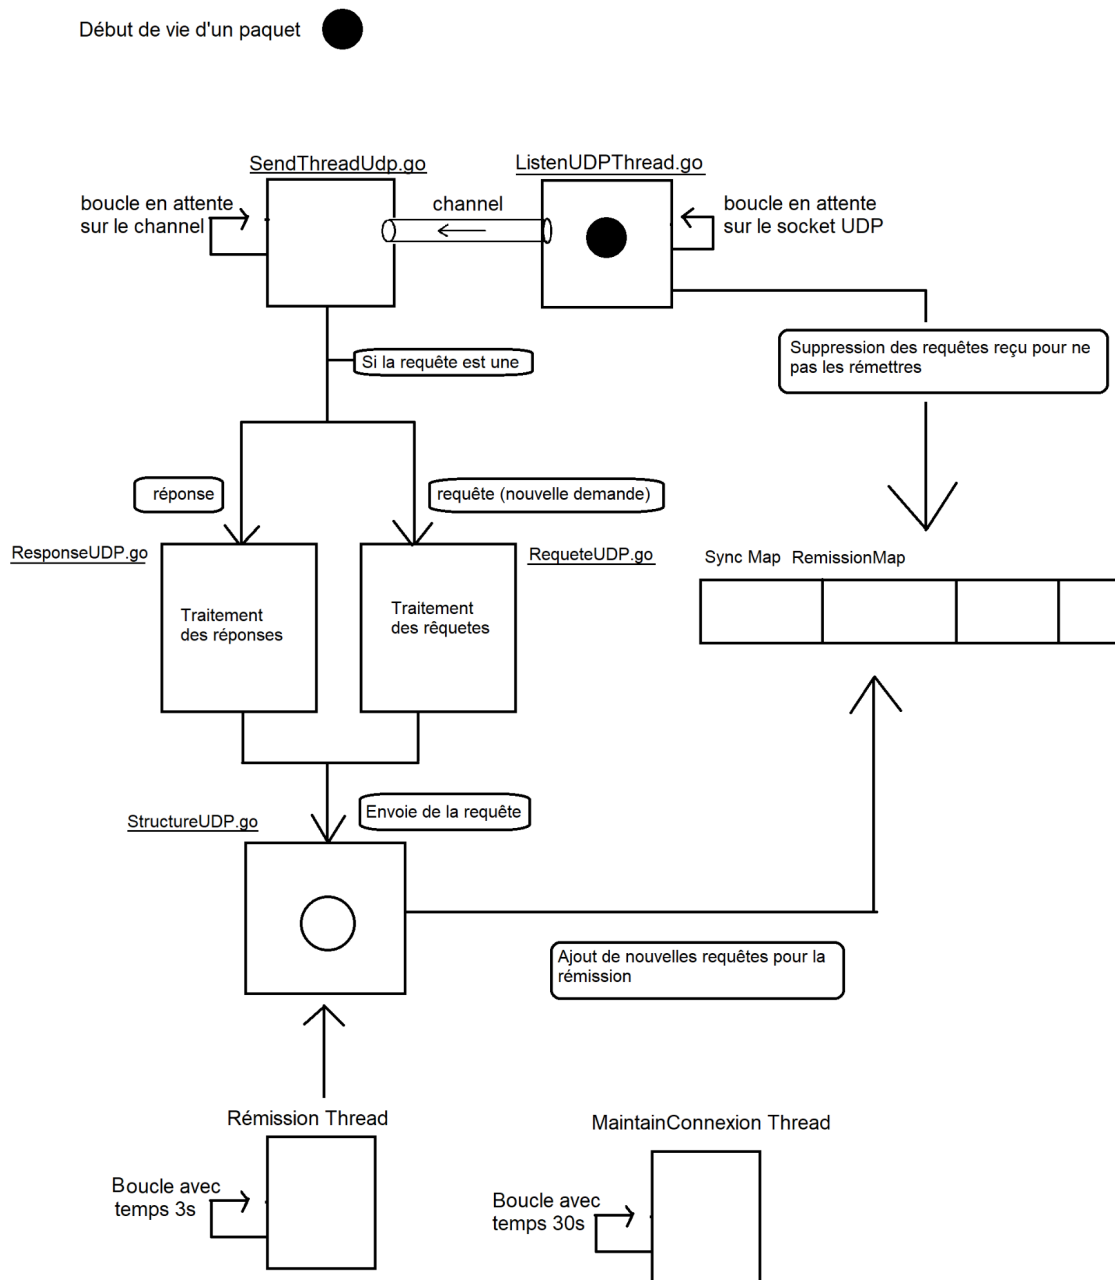 Début de vie d'un paquet
SendThreadUdp.go
ListenUDPThread.go
boucle en attente
sur le channel
channel
boucle en attente
sur le socket UDP
Si la requête est une
Suppression des requêtes reçu pour ne
pas les rémettres
réponse
requête (nouvelle demande)
ResponseUDP.go
RequeteUDP.go
Sync Map RemissionMap
Traitement
des réponses
Traitement
des rêquetes
Envoie de la requête
StructureUDP.go
Ajout de nouvelles requêtes pour la
rémission
Rémission Thread
MaintainConnexion Thread
Boucle avec
temps 3s
Boucle avec
temps 30s